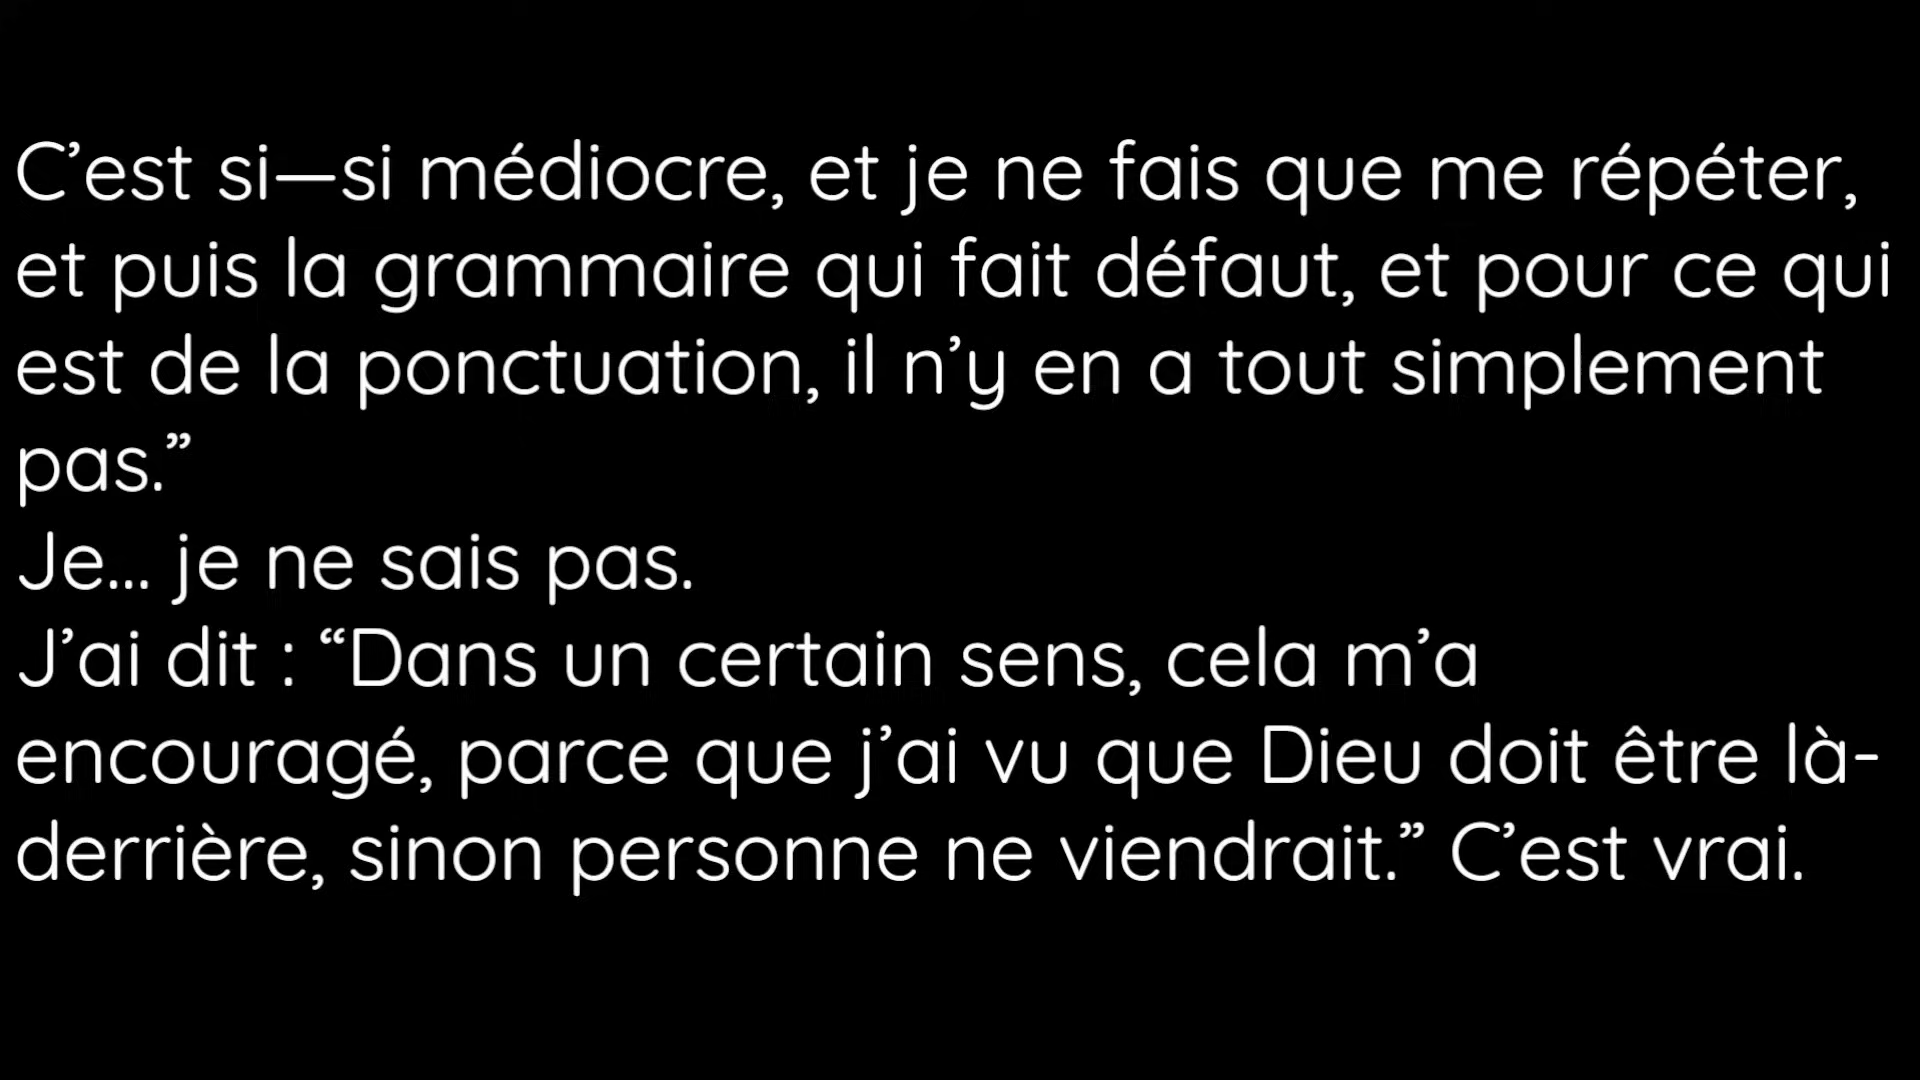 C’est si—si médiocre, et je ne fais que me répéter,
et puis la grammaire qui fait défaut, et pour ce qui
est de la ponctuation, il n’y en a tout simplement
pas.”
Je... je ne sais pas.
J’ai dit : “Dans un certain sens, cela m’a
encouragé, parce que j’ai vu que Dieu doit être là-
derrière, sinon personne ne viendrait.” C’est vrai.